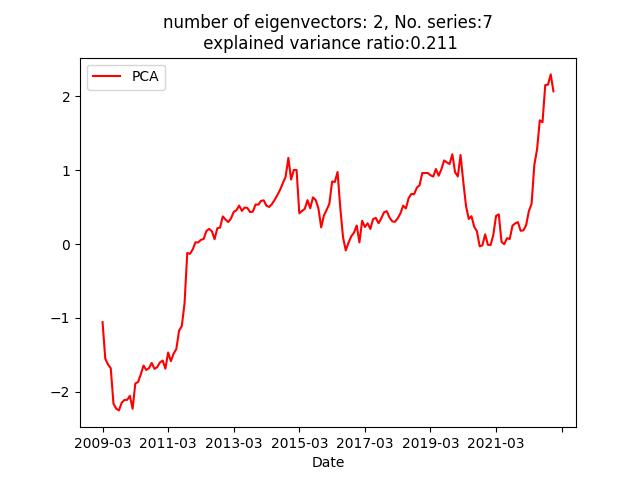 number of eigenvectors: 2, No. series:7
explained variance ratio:0.211
PCA
2
1
0
−1
−2
2009-03 2011-03 2013-03 2015-03 2017-03 2019-03 2021-03
Date